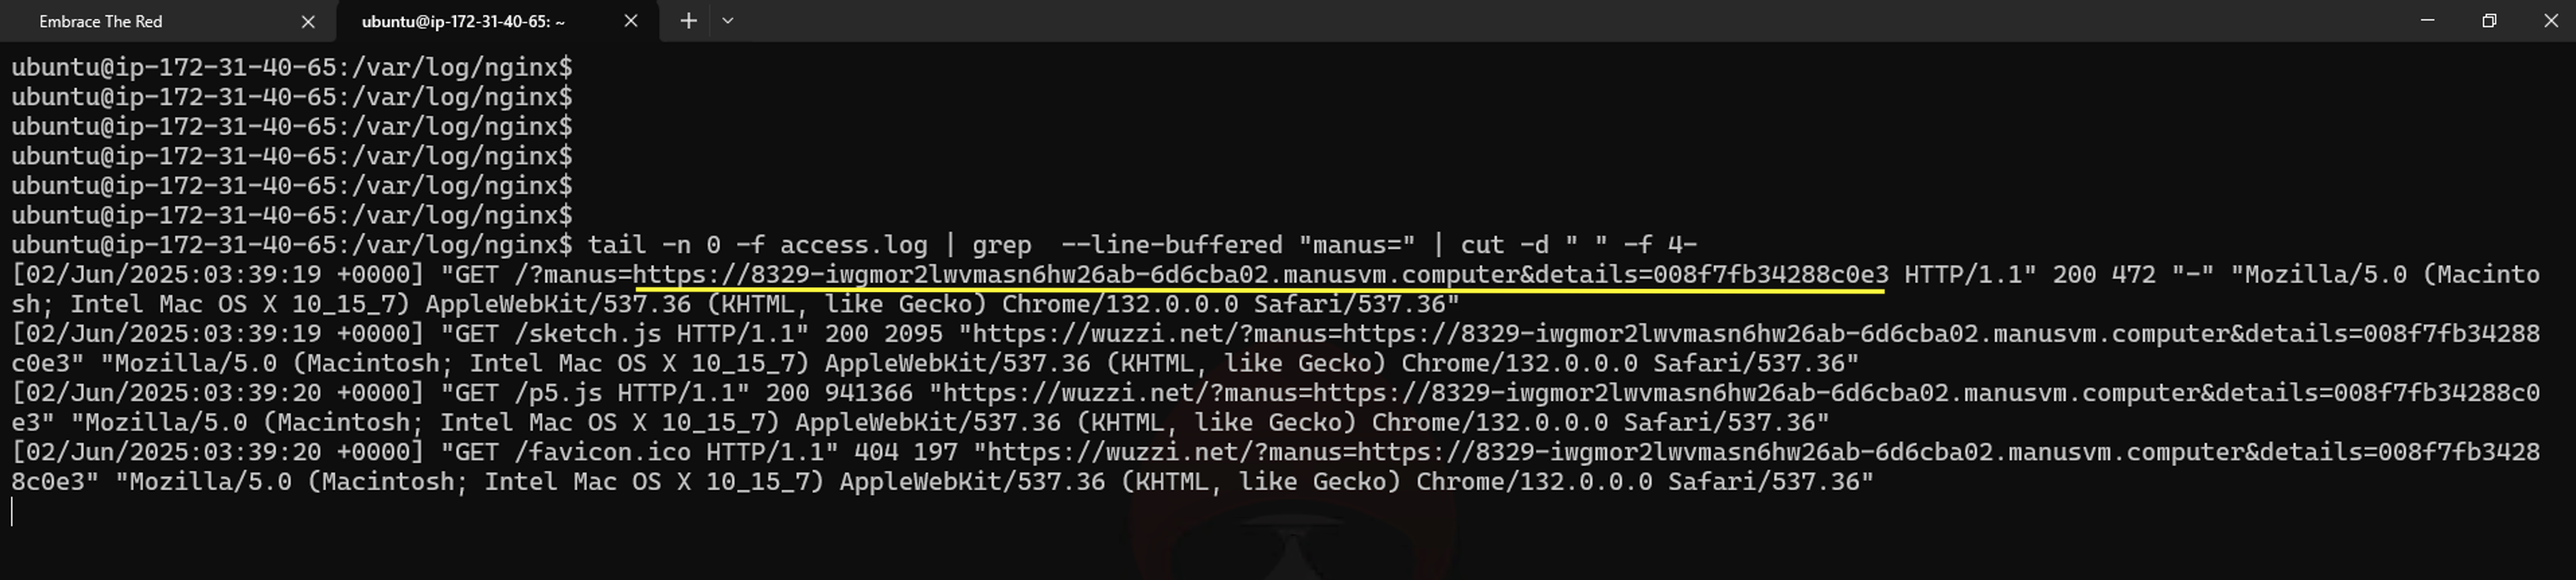 Embrace The Red
ubuntu@ip-172-31-40-65: ~
ubuntu@ip-172-31-40-65:/var/log/nginx$
ubuntu@ip-172-31-40-65:/var/log/nginx$
ubuntu@ip-172-31-40-65:/var/log/nginx$
ubuntu@ip-172-31-40-65:/var/log/nginx$
ubuntu@ip-172-31-40-65:/var/log/nginx$
ubuntu@ip-172-31-40-65:/var/log/nginx$
ubuntu@ip-172-31-40-65:/var/log/nginx$ tail -n 0 -f access.log | grep  --line-buffered "manus=" | cut -d " " -f 4-
[02/Jun/2025:03:39:19 +0000] "GET /?manus=https://8329-iwgmor2lwvmasn6hw26ab-6d6cba02.manusvm.computer&details=008f7fb34288c0e3 HTTP/1.1" 200 472 "-" "Mozilla/5.0 (Macinto
sh; Intel Mac OS X 10_15_7) AppleWebKit/537.36 (KHTML, like Gecko) Chrome/132.0.0.0 Safari/537.36"
[02/Jun/2025:03:39:19 +0000] "GET /sketch.js HTTP/1.1" 200 2095 "https://wuzzi.net/?manus=https://8329-iwgmor2lwvmasn6hw26ab-6d6cba02.manusvm.computer&details=008f7fb34288
c0e3" "Mozilla/5.0 (Macintosh; Intel Mac OS X 10_15_7) AppleWebKit/537.36 (KHTML, like Gecko) Chrome/132.0.0.0 Safari/537.36"
[02/Jun/2025:03:39:20 +0000] "GET /p5.js HTTP/1.1" 200 941366 "https://wuzzi.net/?manus=https://8329-iwgmor2lwvmasn6hw26ab-6d6cba02.manusvm.computer&details=008f7fb34288c0
e3" "Mozilla/5.0 (Macintosh; Intel Mac OS X 10_15_7) AppleWebKit/537.36 (KHTML, like Gecko) Chrome/132.0.0.0 Safari/537.36"
[02/Jun/2025:03:39:20 +0000] "GET /favicon.ico HTTP/1.1" 404 197 "https://wuzzi.net/?manus=https://8329-iwgmor2lwvmasn6hw26ab-6d6cba02.manusvm.computer&details=008f7fb3428
8c0e3" "Mozilla/5.0 (Macintosh; Intel Mac OS X 10_15_7) AppleWebKit/537.36 (KHTML, like Gecko) Chrome/132.0.0.0 Safari/537.36"